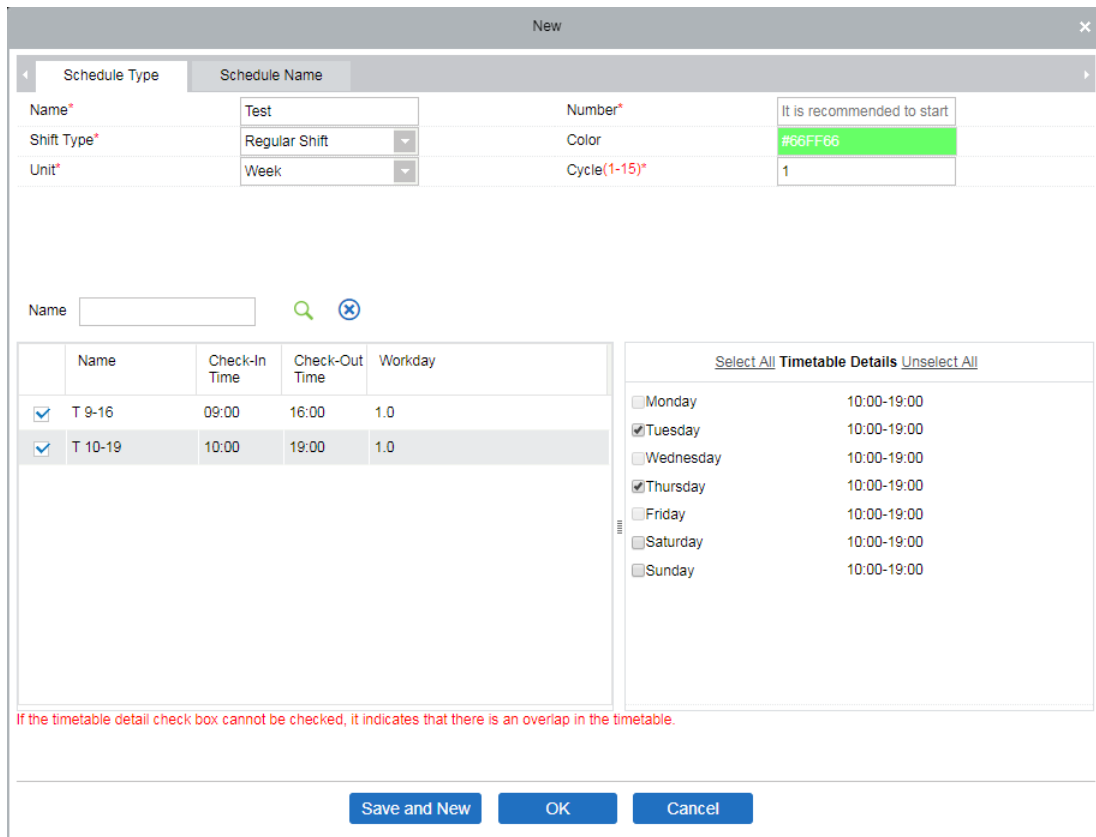 New
Schedule Type Schedule Name
Name* Test Number* It is recommended to start
Shift Type* Regular Shift Color #66FF66
Unit* Week Cycle(1-15)* 1
Name
Name Check-In Time Check-Out Time Workday
T 9-16 09:00 16:00 1.0
T 10-19 10:00 19:00 1.0
Select All Timetable Details Unselect All
Monday 10:00-19:00
Tuesday 10:00-19:00
Wednesday 10:00-19:00
Thursday 10:00-19:00
Friday 10:00-19:00
Saturday 10:00-19:00
Sunday 10:00-19:00
If the timetable detail check box cannot be checked, it indicates that there is an overlap in the timetable.
Save and New OK Cancel